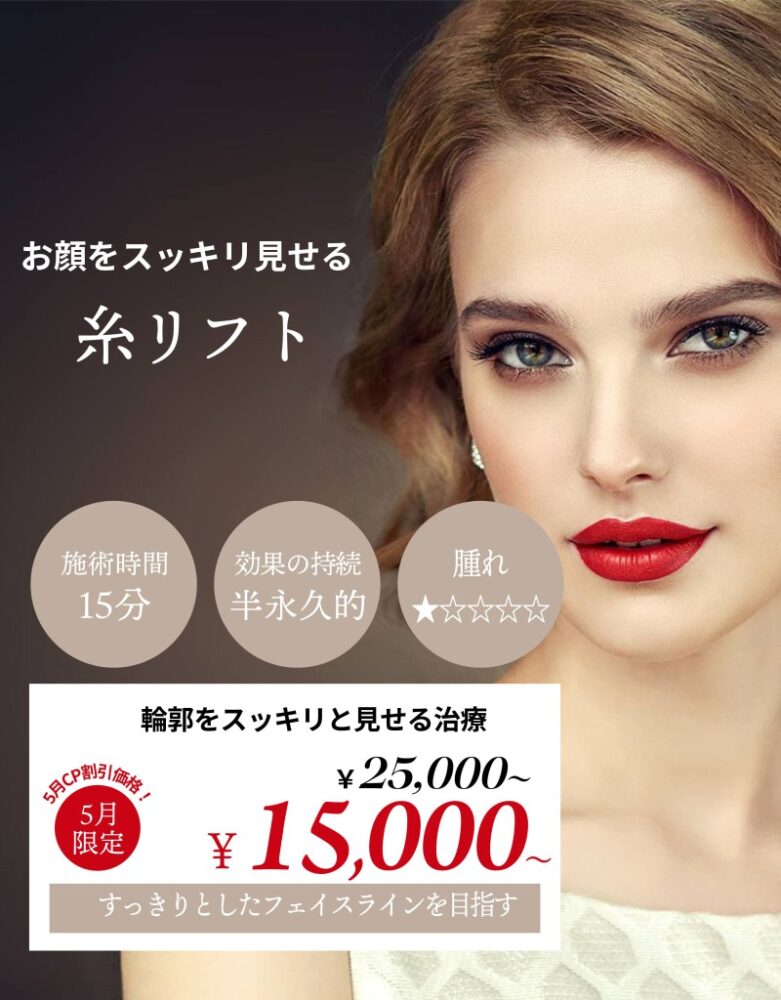 お顔をスッキリ見せる
糸リフト
施術時間
15分
効果の持続
半永久的
腫れ
★☆☆☆☆
輪郭をスッキリと見せる治療
5月CP割引価格！
5月
限定
¥25,000~
¥15,000~
すっきりとしたフェイスラインを目指す